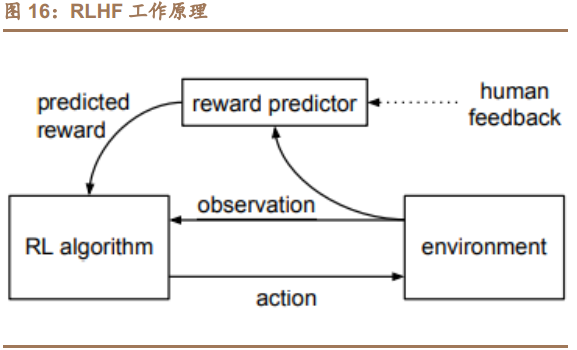 图 16：RLHF 工作原理
predicted
reward
reward predictor
human
feedback
observation
RL algorithm
environment
action